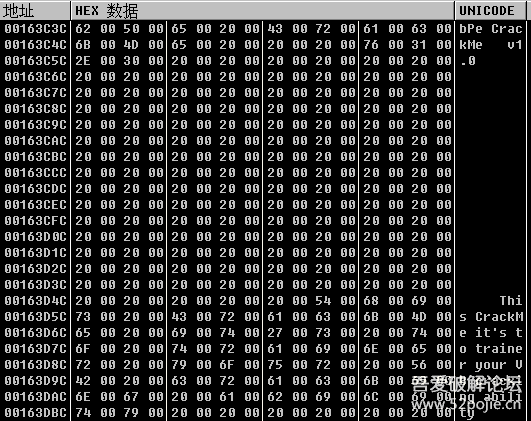 地址 HEX 数据 UNICODE
00163C3C 62 00 50 00 65 00 20 00 43 00 72 00 61 00 63 00 bPe Crac
00163C4C 6B 00 4D 00 65 00 20 00 20 00 20 00 76 00 31 00 kMe   v1
00163C5C 2E 00 30 00 20 00 20 00 20 00 20 00 20 00 20 00 .0
00163C6C 20 00 20 00 20 00 20 00 20 00 20 00 20 00 20 00
00163C7C 20 00 20 00 20 00 20 00 20 00 20 00 20 00 20 00
00163C8C 20 00 20 00 20 00 20 00 20 00 20 00 20 00 20 00
00163C9C 20 00 20 00 20 00 20 00 20 00 20 00 20 00 20 00
00163CAC 20 00 20 00 20 00 20 00 20 00 20 00 20 00 20 00
00163CBC 20 00 20 00 20 00 20 00 20 00 20 00 20 00 20 00
00163CCC 20 00 20 00 20 00 20 00 20 00 20 00 20 00 20 00
00163CDC 20 00 20 00 20 00 20 00 20 00 20 00 20 00 20 00
00163CEC 20 00 20 00 20 00 20 00 20 00 20 00 20 00 20 00
00163CFC 20 00 20 00 20 00 20 00 20 00 20 00 20 00 20 00
00163D0C 20 00 20 00 20 00 20 00 20 00 20 00 20 00 20 00
00163D1C 20 00 20 00 20 00 20 00 20 00 20 00 20 00 20 00
00163D2C 20 00 20 00 20 00 20 00 20 00 20 00 20 00 20 00
00163D3C 20 00 20 00 20 00 20 00 20 00 20 00 20 00 20 00
00163D4C 20 00 20 00 20 00 20 00 20 00 54 00 68 00 69 00 Thi
00163D5C 73 00 20 00 43 00 72 00 61 00 63 00 6B 00 4D 00 s CrackM
00163D6C 65 00 20 00 69 00 74 00 27 00 73 00 20 00 74 00 e it's t
00163D7C 6F 00 20 00 74 00 72 00 61 00 69 00 6E 00 65 00 o traine
00163D8C 72 00 20 00 79 00 6F 00 75 00 72 00 20 00 56 00 r your V
00163D9C 42 00 20 00 63 00 72 00 61 00 63 00 6B 00
吾爱破解论坛
00163DAC 6E 00 67 00 20 00 61 00 62 00 69 00 6C 00 69 00 ng abili
www.52pojie.cn
00163DBC 74 00 79 00 20 00 20 00 20 00 20 00 20 00 20 00 ty